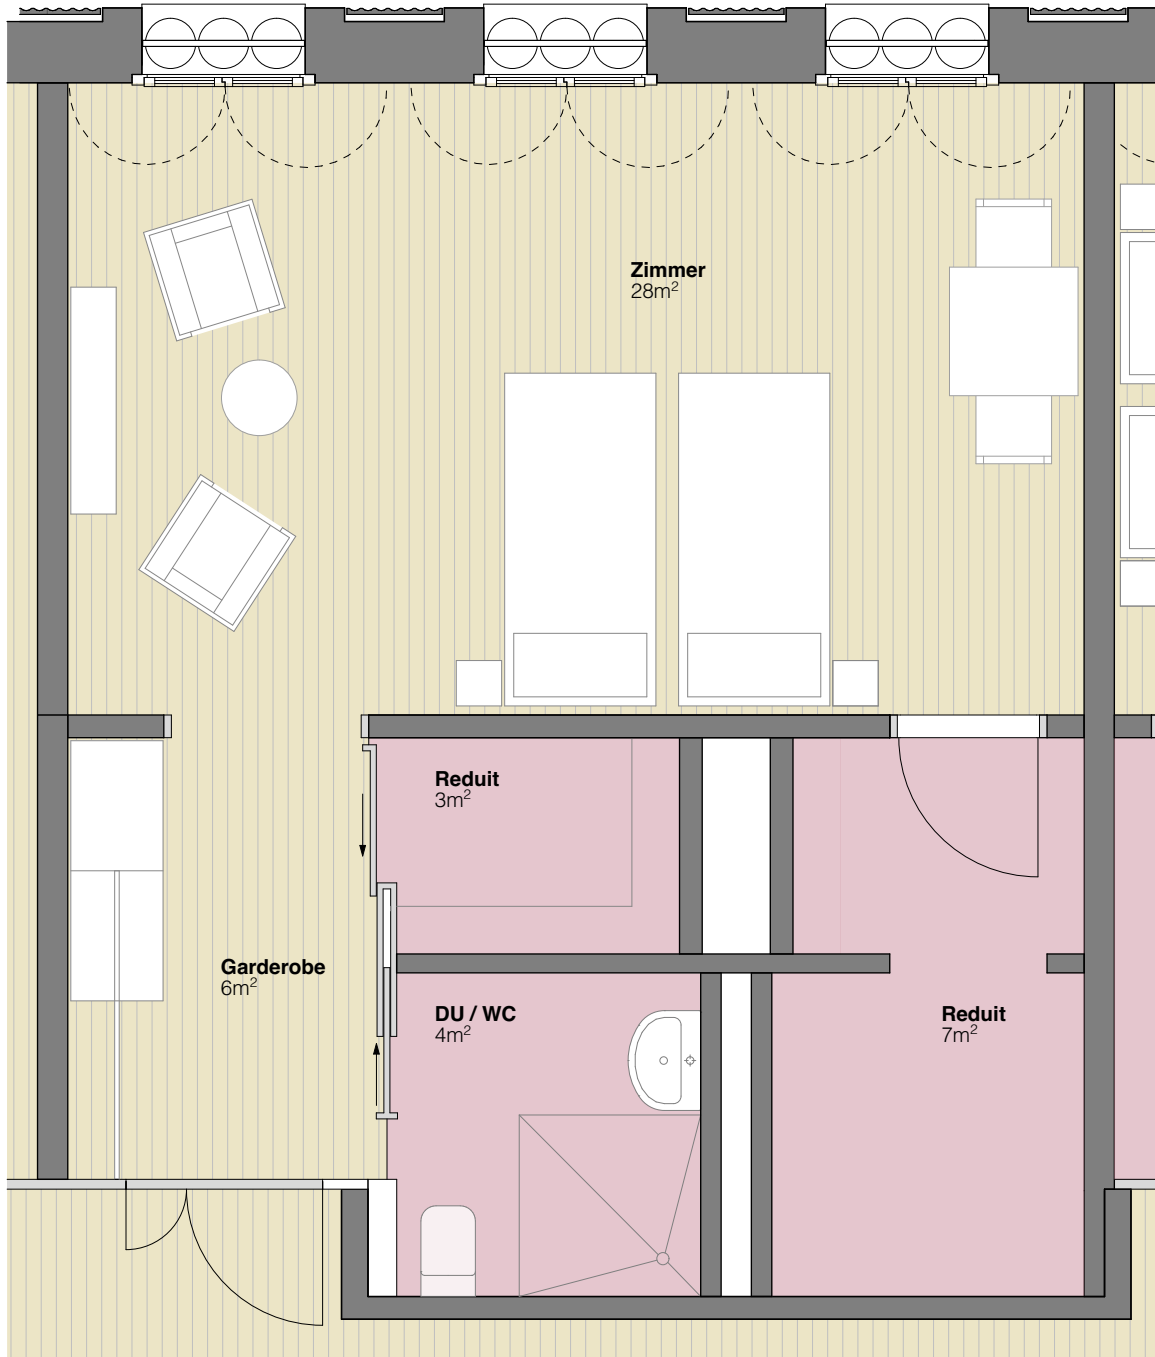 Zimmer
28m²
Reduit
3m²
Garderobe
6m²
DU / WC
4m²
Reduit
7m²